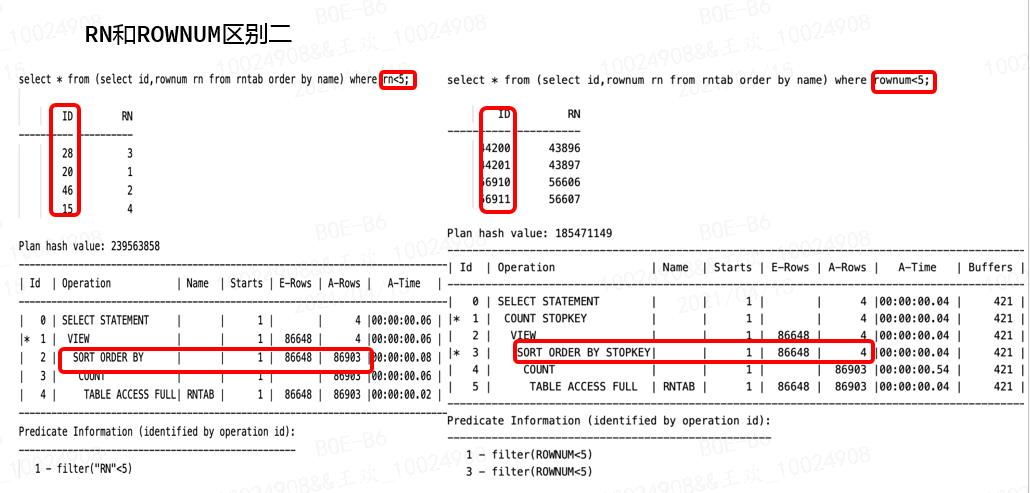 RN和ROWNUM区别二
select * from (select id,rownum rn from rntab order by name) where rn<5;
ID RN
28 3
20 1
46 2
15 4
Plan hash value: 239563858
| Id | Operation | Name | Starts | E-Rows | A-Rows | A-Time
| 0 | SELECT STATEMENT | | 1 | | 4 |00:00:00.06 |
|* 1 | VIEW | | 1 | 86648 | 4 |00:00:00.06 |
| 2 | SORT ORDER BY | | 1 | 86648 | 86903 |00:00:00.08 |
| 3 | COUNT | | 1 | | 86903 |00:00:00.06 |
| 4 | TABLE ACCESS FULL| RNTAB | 1 | 86648 | 86903 |00:00:00.02 |
Predicate Information (identified by operation id):
1 - filter("RN"<5)
select * from (select id,rownum rn from rntab order by name) where rownum<5;
ID RN
44200 43896
44201 43897
56910 56606
56911 56607
Plan hash value: 185471149
| Id | Operation | Name | Starts | E-Rows | A-Rows | A-Time | Buffers |
| 0 | SELECT STATEMENT | | 1 | | 4 |00:00:00.04 | 421 |
|* 1 | COUNT STOPKEY | | 1 | | 4 |00:00:00.04 | 421 |
| 2 | VIEW | | 1 | 86648 | 4 |00:00:00.04 | 421 |
|* 3 | SORT ORDER BY STOPKEY| | 1 | 86648 | 4 |00:00:00.04 | 421 |
| 4 | COUNT | | 1 | | 86903 |00:00:00.54 | 421 |
| 5 | TABLE ACCESS FULL | RNTAB | 1 | 86648 | 86903 |00:00:00.04 | 421 |
Predicate Information (identified by operation id):
1 - filter(ROWNUM<5)
3 - filter(ROWNUM<5)